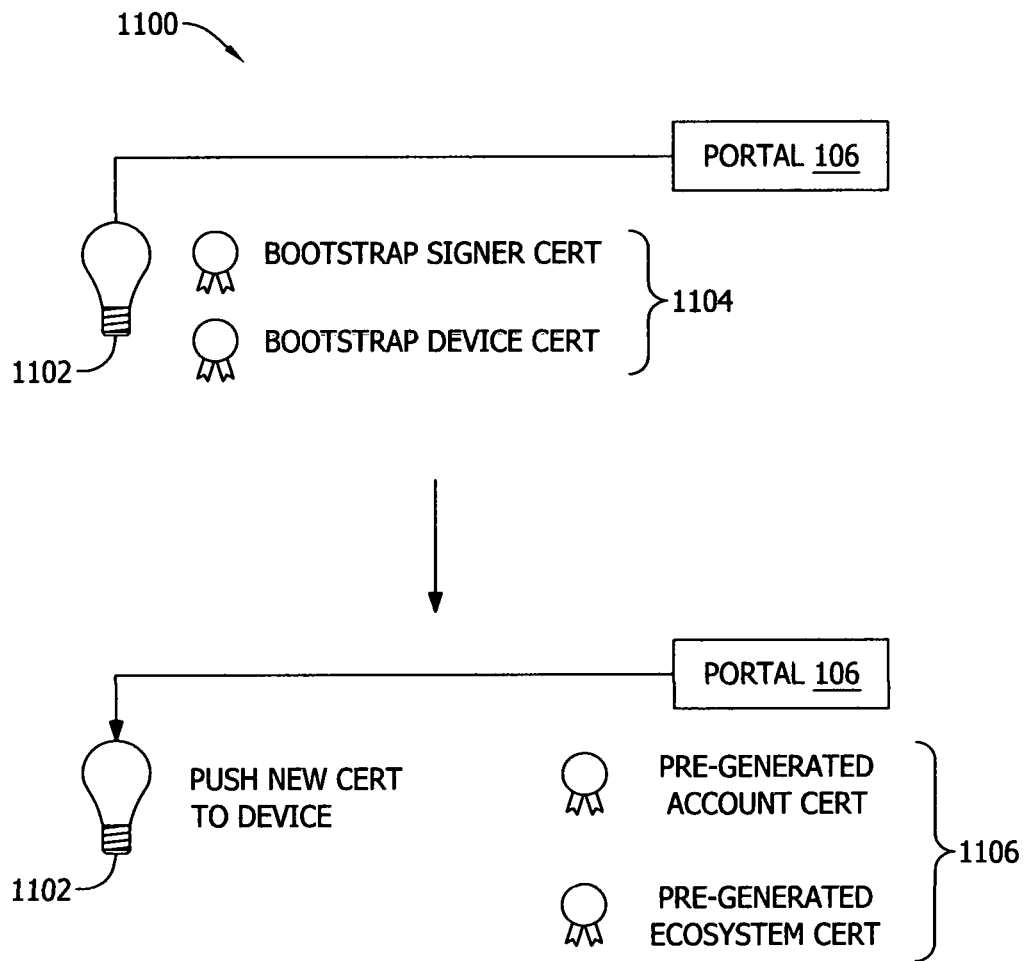 1100
PORTAL 106
BOOTSTRAP SIGNER CERT
1104
BOOTSTRAP DEVICE CERT
1102
PORTAL 106
PUSH NEW CERT
TO DEVICE
PRE-GENERATED
ACCOUNT CERT
1106
1102
PRE-GENERATED
ECOSYSTEM CERT